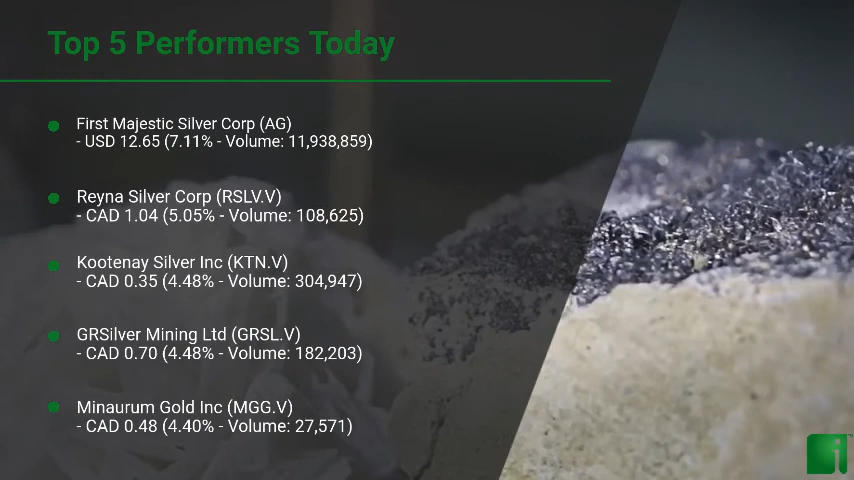 Top 5 Performers Today
First Majestic Silver Corp (AG)
- USD 12.65 (7.11% - Volume: 11,938,859)
Reyna Silver Corp (RSLV.V)
- CAD 1.04 (5.05% - Volume: 108,625)
Kootenay Silver Inc (KTN.V)
- CAD 0.35 (4.48% - Volume: 304,947)
GRSilver Mining Ltd (GRSL.V)
- CAD 0.70 (4.48% - Volume: 182,203)
Minaurum Gold Inc (MGG.V)
- CAD 0.48 (4.40% - Volume: 27,571)
i